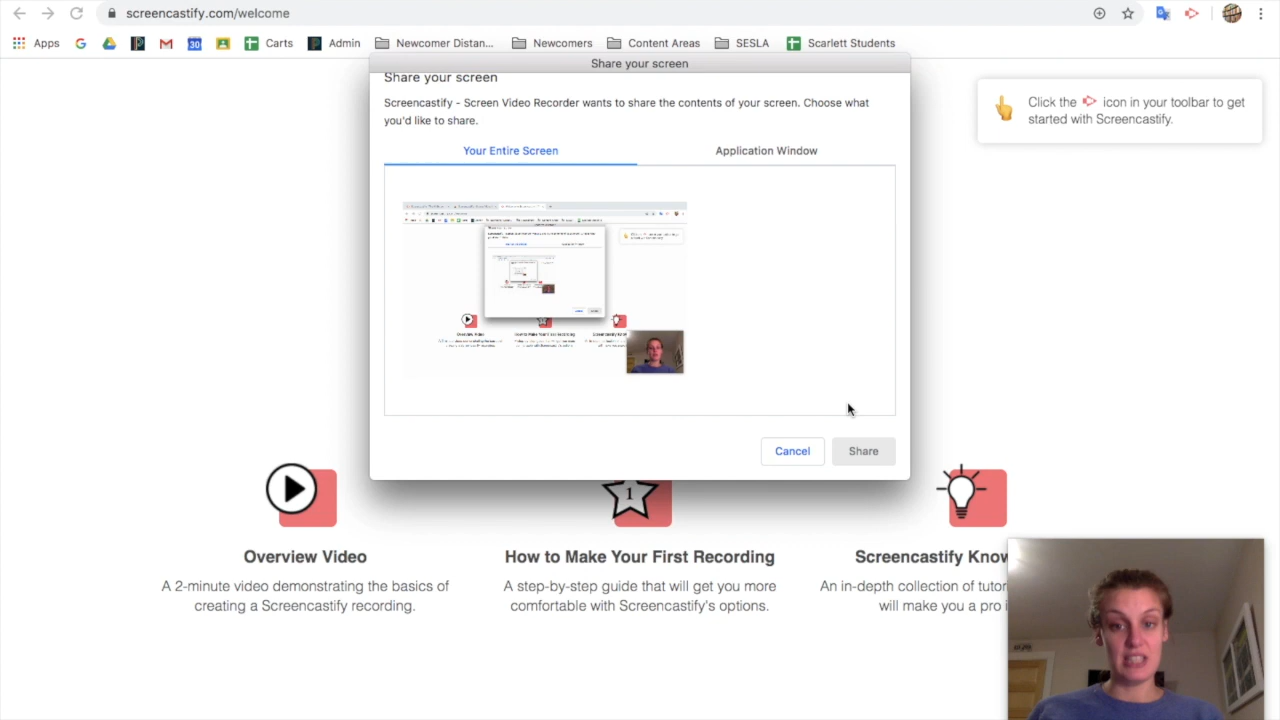 screencastify.com/welcome
Apps
30
Carts
Admin
Newcomer Distan...
Newcomers
Content Areas
SESLA
Scarlett Students
Share your screen
Share your screen
Screencastify - Screen Video Recorder wants to share the contents of your screen. Choose what
you'd like to share.
Your Entire Screen
Application Window
Cancel
Share
Click the icon in your toolbar to get
started with Screencastify.
1
Overview Video
A 2-minute video demonstrating the basics of
creating a Screencastify recording.
How to Make Your First Recording
A step-by-step guide that will get you more
comfortable with Screencastify's options.
Screencastify Know
An in-depth collection of tutor
will make you a pro i